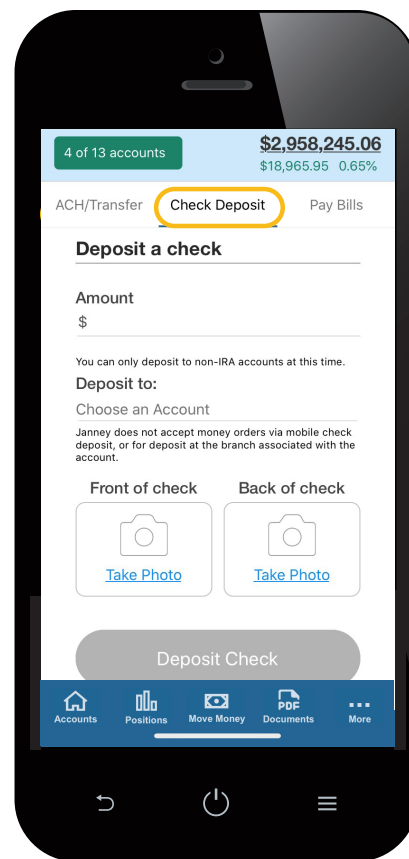 4 of 13 accounts
$2,958,245.06
$18,965.95 0.65%
ACH/Transfer Check Deposit Pay Bills
Deposit a check
Amount
$
You can only deposit to non-IRA accounts at this time.
Deposit to:
Choose an Account
Janney does not accept money orders via mobile check
deposit, or for deposit at the branch associated with the
account.
Front of check Back of check
Take Photo Take Photo
Deposit Check
PDF
Accounts Positions Move Money Documents More